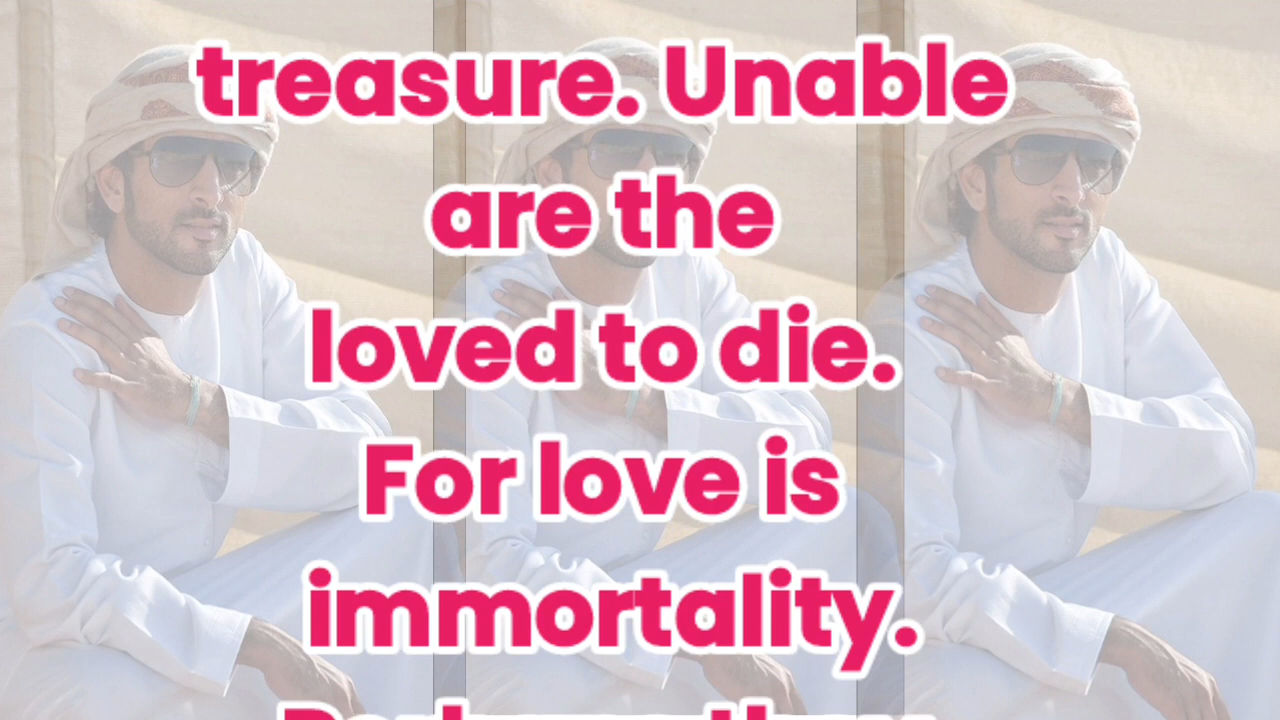 treasure. Unable
are the
loved to die.
For love is
immortality.